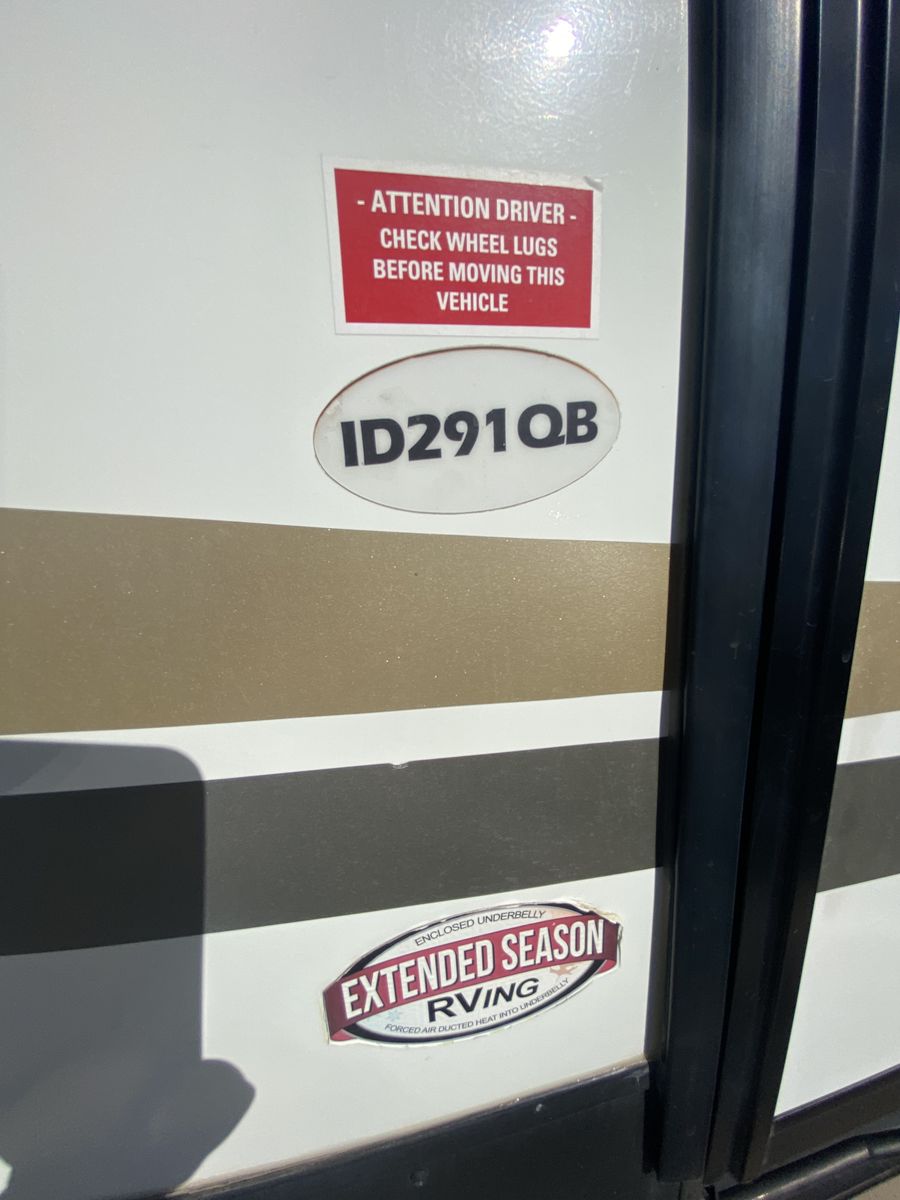 - ATTENTION DRIVER -
CHECK WHEEL LUGS
BEFORE MOVING THIS
VEHICLE
ID291QB
ENCLOSED UNDERBELLY
EXTENDED SEASON
RVING
FORCED AIR DUCTED HEAT INTO UNDERBELLY